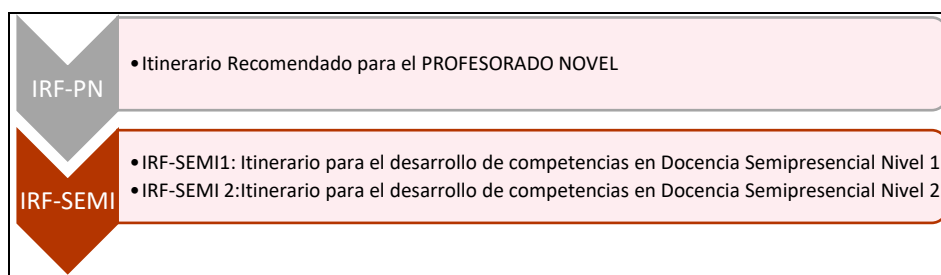 IRF-PN
•Itinerario Recomendado para el PROFESORADO NOVEL
IRF-SEMI
•IRF-SEMI1: Itinerario para el desarrollo de competencias en Docencia Semipresencial Nivel 1
•IRF-SEMI 2:Itinerario para el desarrollo de competencias en Docencia Semipresencial Nivel 2